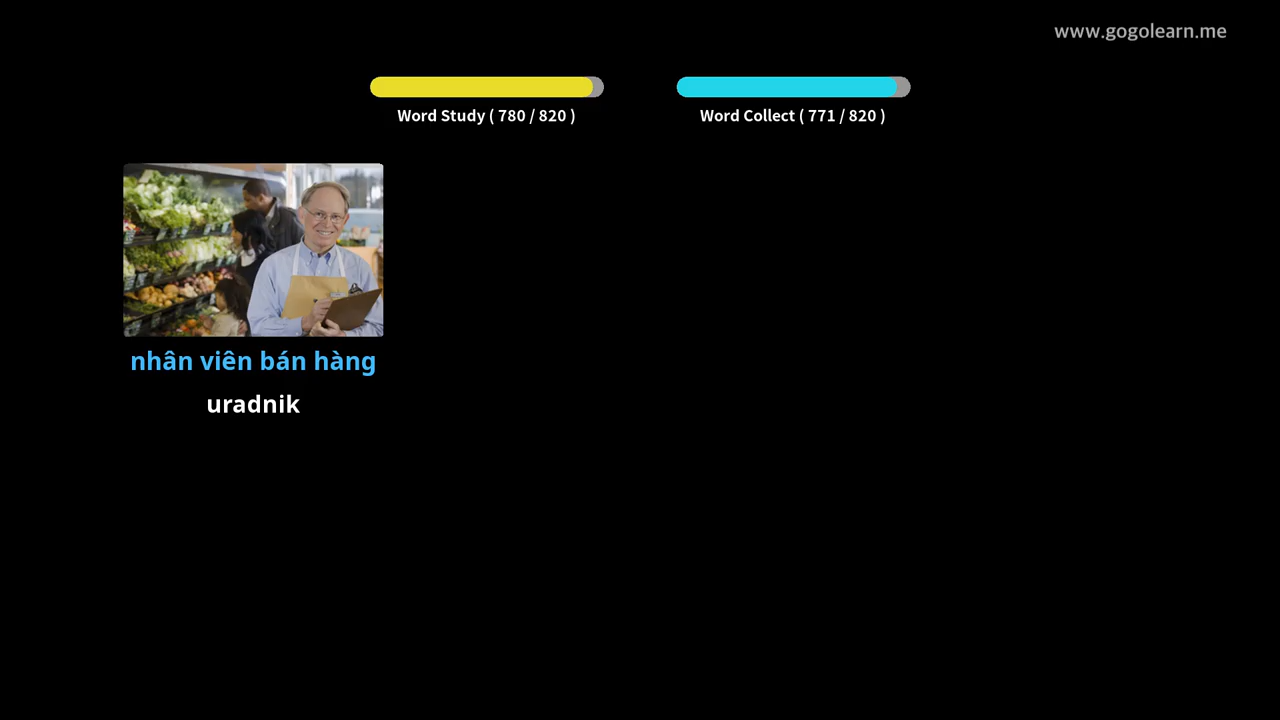 www.gogolearn.me
Word Study ( 780 / 820 )
Word Collect ( 771 / 820 )
nhân viên bán hàng
uradnik